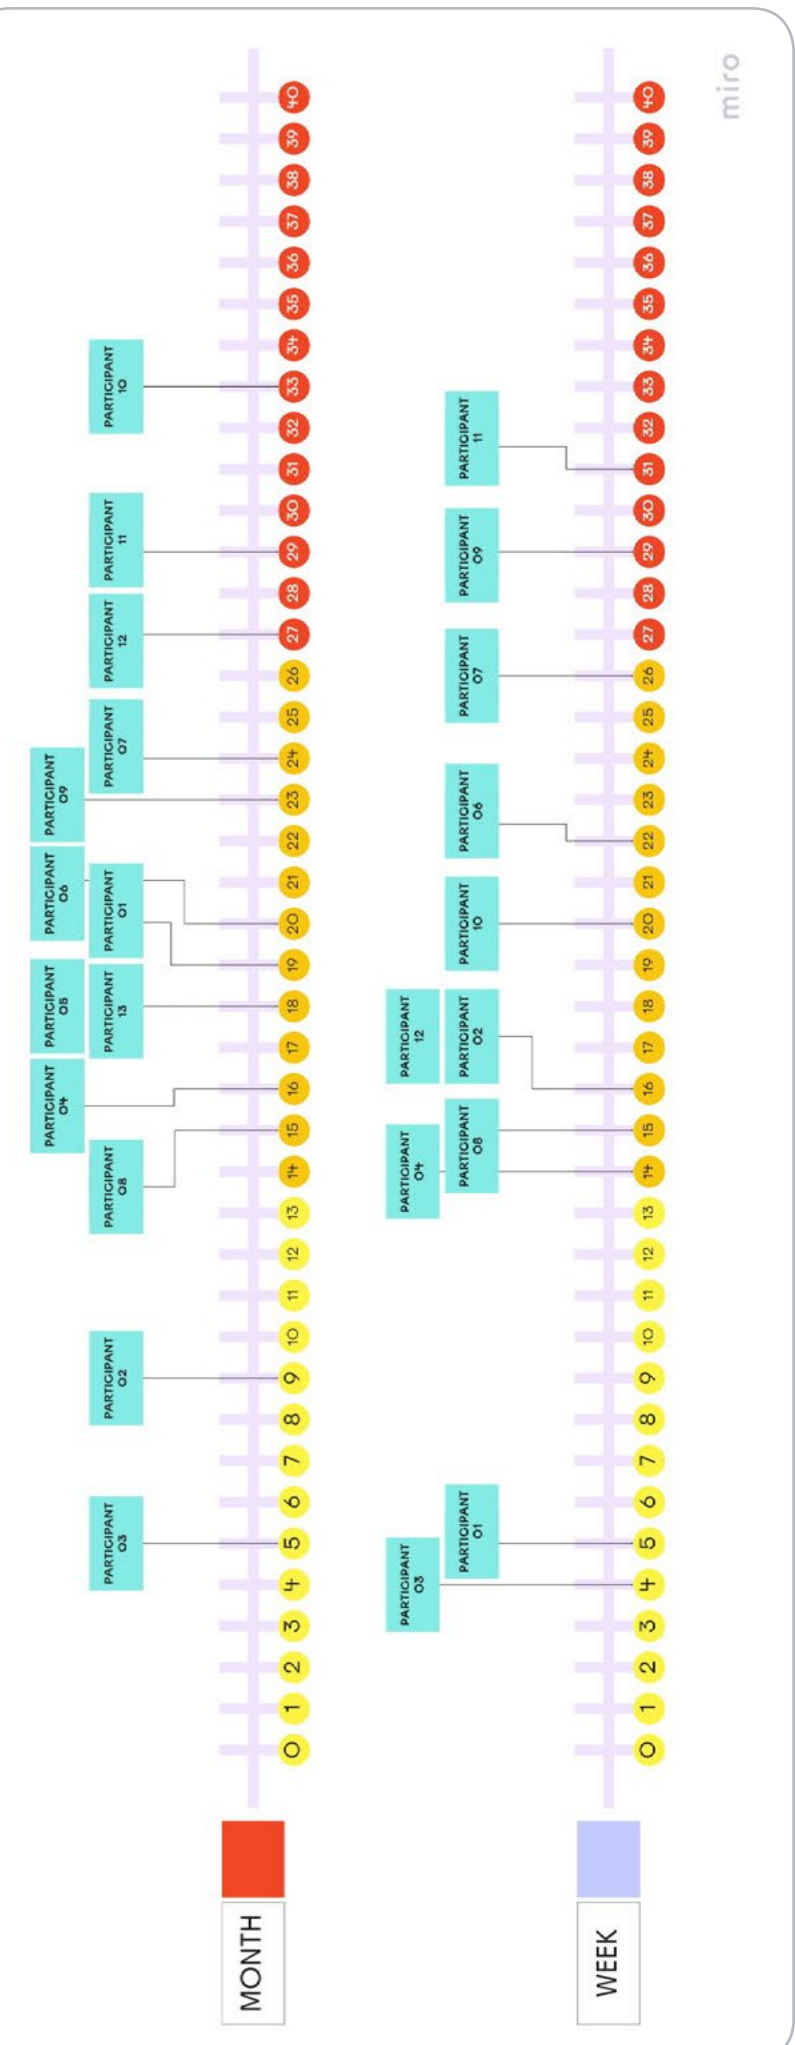 PARTICIPANT
04
PARTICIPANT
05
PARTICIPANT
06
PARTICIPANT
09
PARTICIPANT
03
PARTICIPANT
02
PARTICIPANT
08
PARTICIPANT
13
PARTICIPANT
01
PARTICIPANT
07
PARTICIPANT
12
PARTICIPANT
11
PARTICIPANT
10
MONTH
0 1 2 3 4 5 6 7 8 9 10 11 12 13 14 15 16 17 18 19 20 21 22 23 24 25 26 27 28 29 30 31 32 33 34 35 36 37 38 39 40
PARTICIPANT
03
PARTICIPANT
04
PARTICIPANT
12
PARTICIPANT
01
PARTICIPANT
08
PARTICIPANT
02
PARTICIPANT
10
PARTICIPANT
06
PARTICIPANT
07
PARTICIPANT
09
PARTICIPANT
11
WEEK
0 1 2 3 4 5 6 7 8 9 10 11 12 13 14 15 16 17 18 19 20 21 22 23 24 25 26 27 28 29 30 31 32 33 34 35 36 37 38 39 40
miro